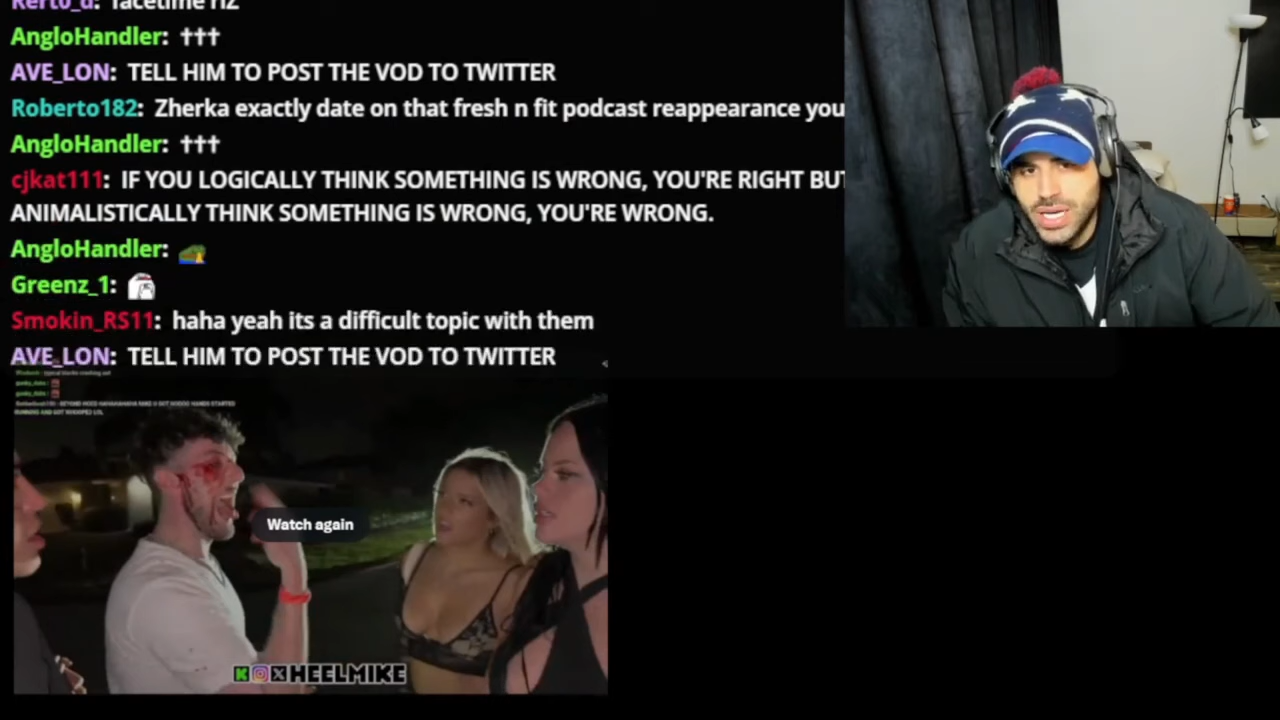 Rerto_d: facetime riz
AngloHandler: ✝✝✝
AVE_LON: TELL HIM TO POST THE VOD TO TWITTER
Roberto182: Zherka exactly date on that fresh n fit podcast reappearance you
AngloHandler: ✝✝✝
cjkat111: IF YOU LOGICALLY THINK SOMETHING IS WRONG, YOU'RE RIGHT BUT
ANIMALISTICALLY THINK SOMETHING IS WRONG, YOU'RE WRONG.
AngloHandler:
Greenz_1:
Smokin_RS11: haha yeah its a difficult topic with them
AVE_LON: TELL HIM TO POST THE VOD TO TWITTER
Watch again
HEELMIKE